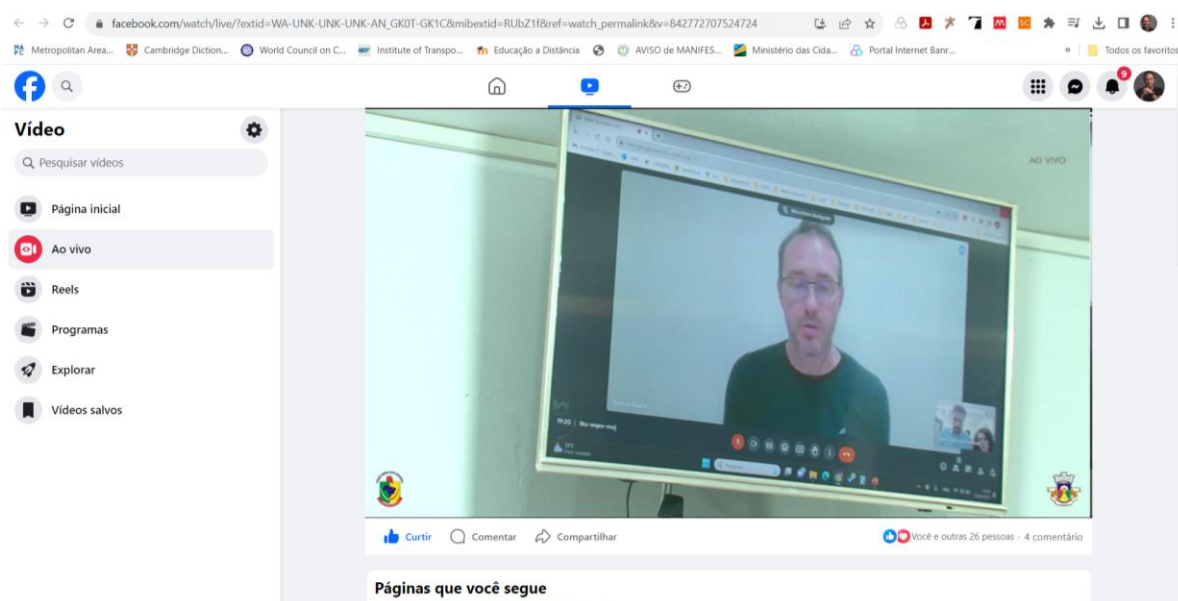 facebook.com/watch/live/?extid=WA-UNK-UNK-UNK-AN_GK0T-GK1C&mibextid=RUbZ1f&ref=watch_permalink&v=842772707524724
Metropolitan Area... Cambridge Diction... World Council on C... Institute of Transpo... Educação a Distância AVISO de MANIFES... Ministério das Cida... Portal Internet Banr... » Todos os favoritos
9
Vídeo
Pesquisar vídeos
Página inicial
Ao vivo
Reels
Programas
Explorar
Vídeos salvos
AO VIVO
19:20
Curtir Comentar Compartilhar Você e outras 26 pessoas · 4 comentário
Páginas que você segue